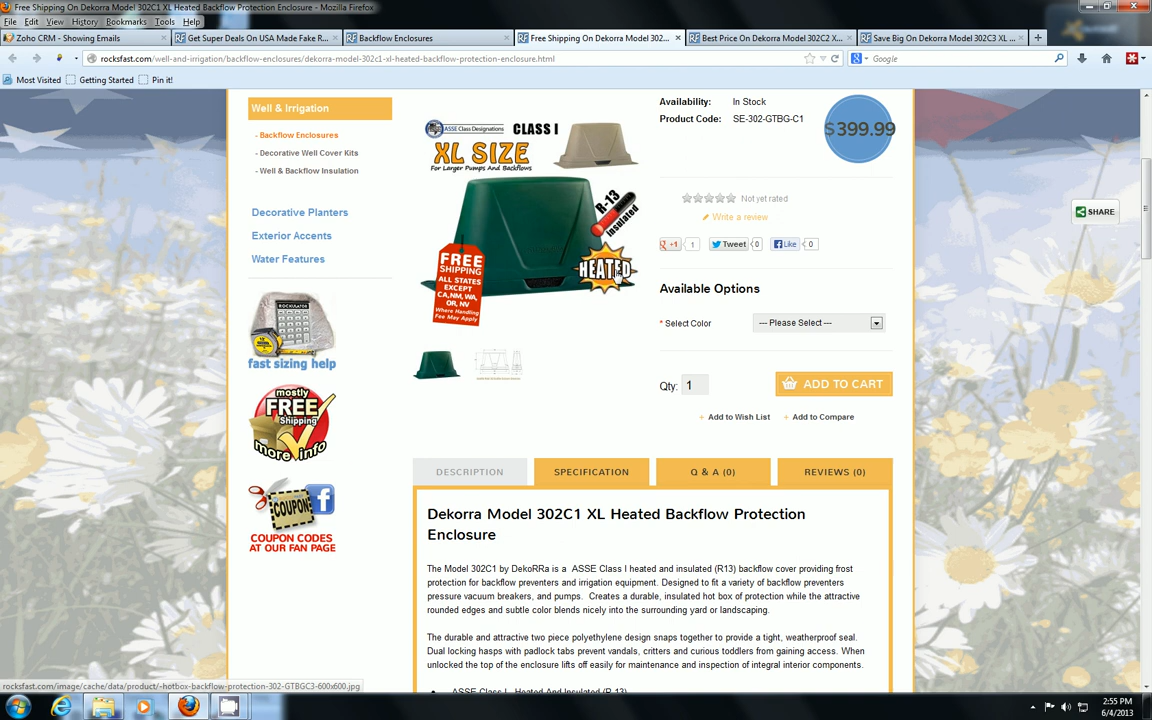 Free Shipping On Dekorra Model 302C1 XL Heated Backflow Protection Enclosure - Mozilla Firefox
File Edit View History Bookmarks Tools Help
Zoho CRM - Showing Emails
Get Super Deals On USA Made Fake R...
Backflow Enclosures
Free Shipping On Dekorra Model 302...
Best Price On Dekorra Model 302C2 X...
Save Big On Dekorra Model 302C3 XL ...
rocksfast.com/well-and-irrigation/backflow-enclosures/dekorra-model-302c1-xl-heated-backflow-protection-enclosure.html
Google
Most Visited Getting Started Pin it!
Well & Irrigation
- Backflow Enclosures
- Decorative Well Cover Kits
- Well & Backflow Insulation
Decorative Planters
Exterior Accents
Water Features
ROCKULATOR
fast sizing help
mostly
FREE
Shipping
more info
COUPON
COUPON CODES
AT OUR FAN PAGE
ASSE Class Designations CLASS I
XL SIZE
For Larger Pumps And Backflows
R-13
Insulated
HEATED
FREE
SHIPPING
ALL STATES
EXCEPT
CA,NM, WA,
OR, NV
Where Handling
Fee May Apply
Availability: In Stock
Product Code: SE-302-GTBG-C1
$399.99
Not yet rated
Write a review
+1 1 Tweet 0 Like 0
SHARE
Available Options
* Select Color --- Please Select ---
Qty: 1 ADD TO CART
+ Add to Wish List + Add to Compare
DESCRIPTION SPECIFICATION Q & A (0) REVIEWS (0)
Dekorra Model 302C1 XL Heated Backflow Protection
Enclosure
The Model 302C1 by DekoRRa is a ASSE Class I heated and insulated (R13) backflow cover providing frost
protection for backflow preventers and irrigation equipment. Designed to fit a variety of backflow preventers
pressure vacuum breakers, and pumps. Creates a durable, insulated hot box of protection while the attractive
rounded edges and subtle color blends nicely into the surrounding yard or landscaping.
The durable and attractive two piece polyethylene design snaps together to provide a tight, weatherproof seal.
Dual locking hasps with padlock tabs prevent vandals, critters and curious toddlers from gaining access. When
unlocked the top of the enclosure lifts off easily for maintenance and inspection of integral interior components.
ASSE Class I - Heated And Insulated (R-13)
rocksfast.com/image/cache/data/product/-hotbox-backflow-protection-302-GTBGC3-600x600.jpg
2:55 PM
6/4/2013